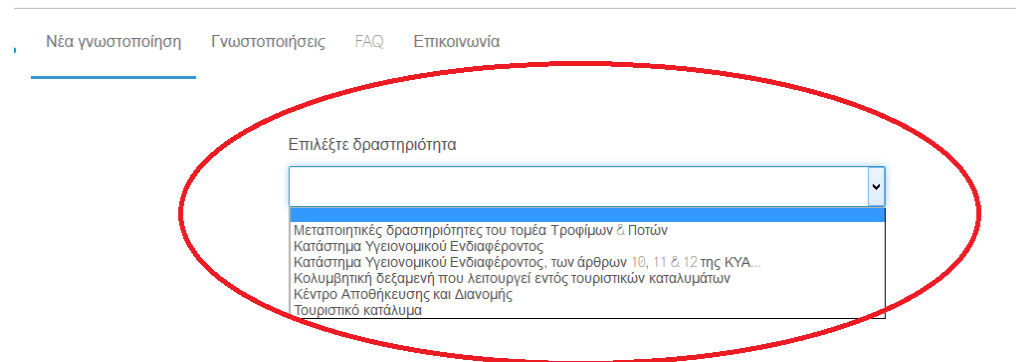 Νέα γνωστοποίηση Γνωστοποιήσεις FAQ Επικοινωνία
Επιλέξτε δραστηριότητα
Μεταποιητικές δραστηριότητες του τομέα Τροφίμων & Ποτών
Κατάστημα Υγειονομικού Ενδιαφέροντος
Κατάστημα Υγειονομικού Ενδιαφέροντος, των άρθρων 10, 11 & 12 της ΚΥΑ...
Κολυμβητική δεξαμενή που λειτουργεί εντός τουριστικών καταλυμάτων
Κέντρο Αποθήκευσης και Διανομής
Τουριστικό κατάλυμα